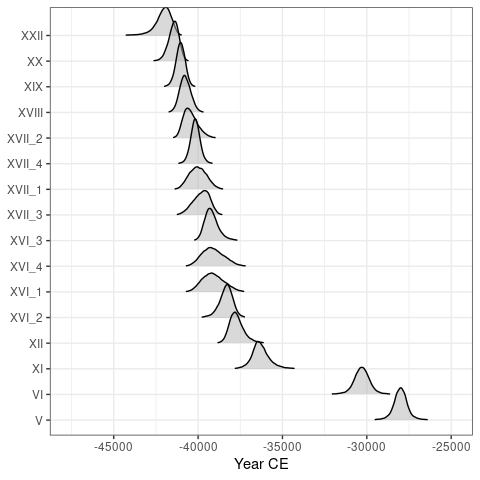 XXII
XX
XIX
XVIII
XVII_2
XVII_4
XVII_1
XVII_3
XVI_3
XVI_4
XVI_1
XVI_2
XII
XI
VI
V
-45000 -40000 -35000 -30000 -25000
Year CE